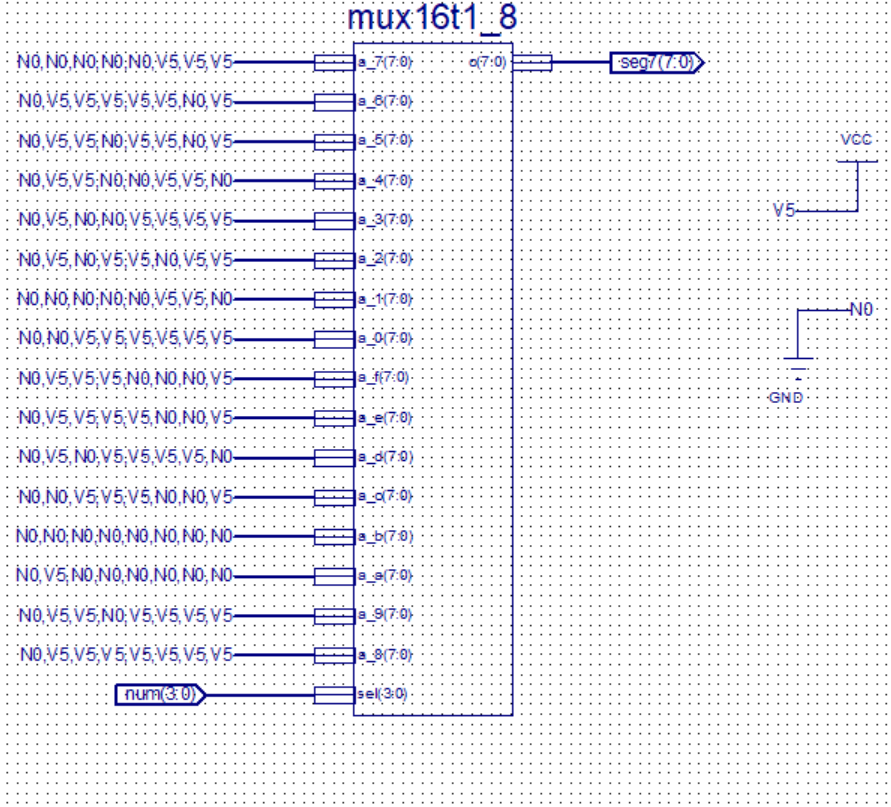 mux16t1_8
N0,N0,N0,N0,N0,V5,V5,V5 a_7(7:0) o(7:0) seg7(7:0)
N0,V5,V5,V5,V5,V5,N0,V5 a_6(7:0)
N0,V5,V5,N0,V5,V5,N0,V5 a_5(7:0)
VCC
N0,V5,V5,N0,N0,V5,V5,N0 a_4(7:0)
N0,V5,N0,N0,V5,V5,V5,V5 a_3(7:0)
V5
N0,V5,N0,V5,V5,N0,V5,V5 a_2(7:0)
N0,N0,N0,N0,N0,V5,V5,N0 a_1(7:0)
N0
N0,N0,V5,V5,V5,V5,V5,V5 a_0(7:0)
N0,V5,V5,V5,N0,N0,N0,V5 a_f(7:0)
GND
N0,V5,V5,V5,V5,N0,N0,V5 a_e(7:0)
N0,V5,N0,V5,V5,V5,V5,N0 a_d(7:0)
N0,N0,V5,V5,V5,N0,N0,V5 a_c(7:0)
N0,N0,N0,N0,N0,N0,N0,N0 a_b(7:0)
N0,V5,N0,N0,N0,N0,N0,N0 a_a(7:0)
N0,V5,V5,N0,V5,V5,V5,V5 a_9(7:0)
N0,V5,V5,V5,V5,V5,V5,V5 a_8(7:0)
num(3:0) sel(3:0)